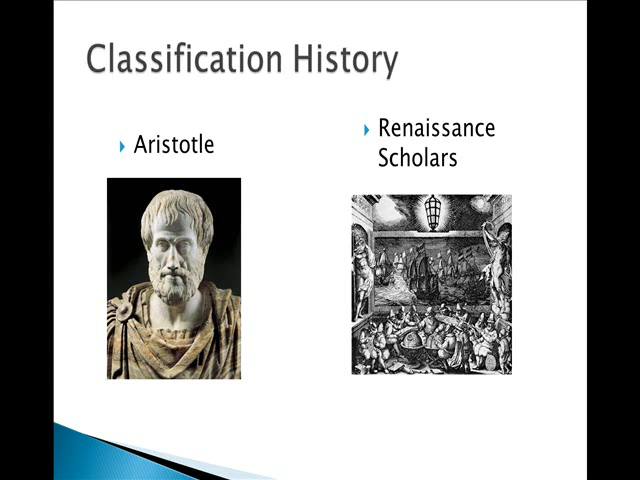 Classification History
Aristotle
Renaissance
Scholars